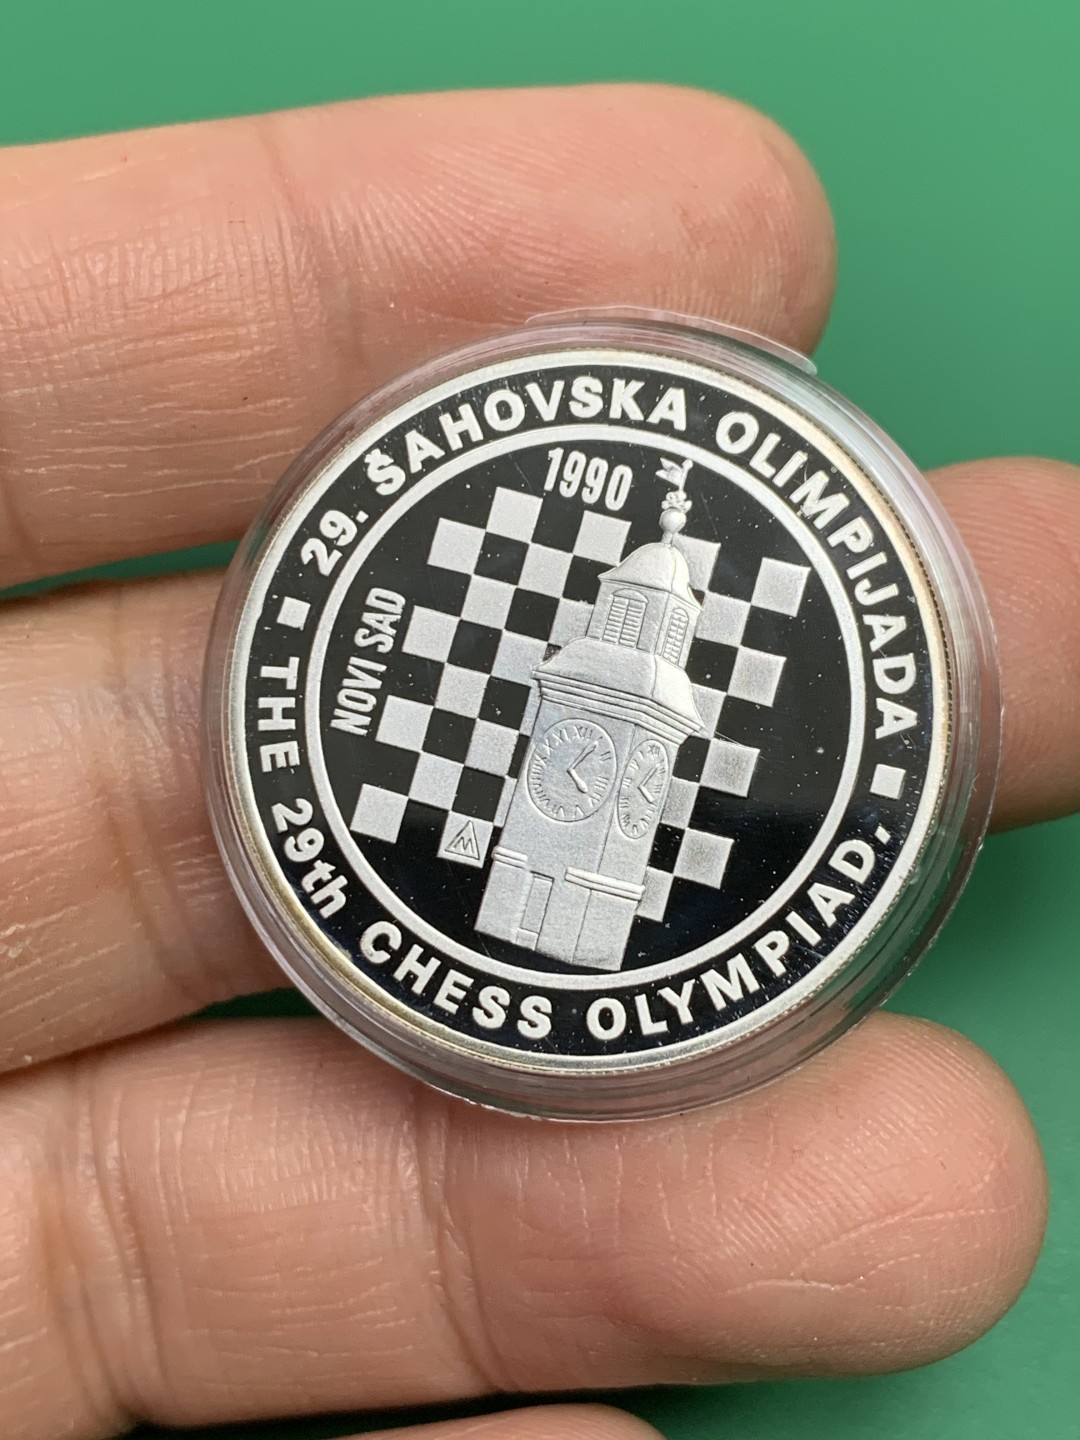 29. ŠAHOVSKA OLIMPIJADA
1990
NOVI SAD
THE 29th CHESS OLYMPIAD,